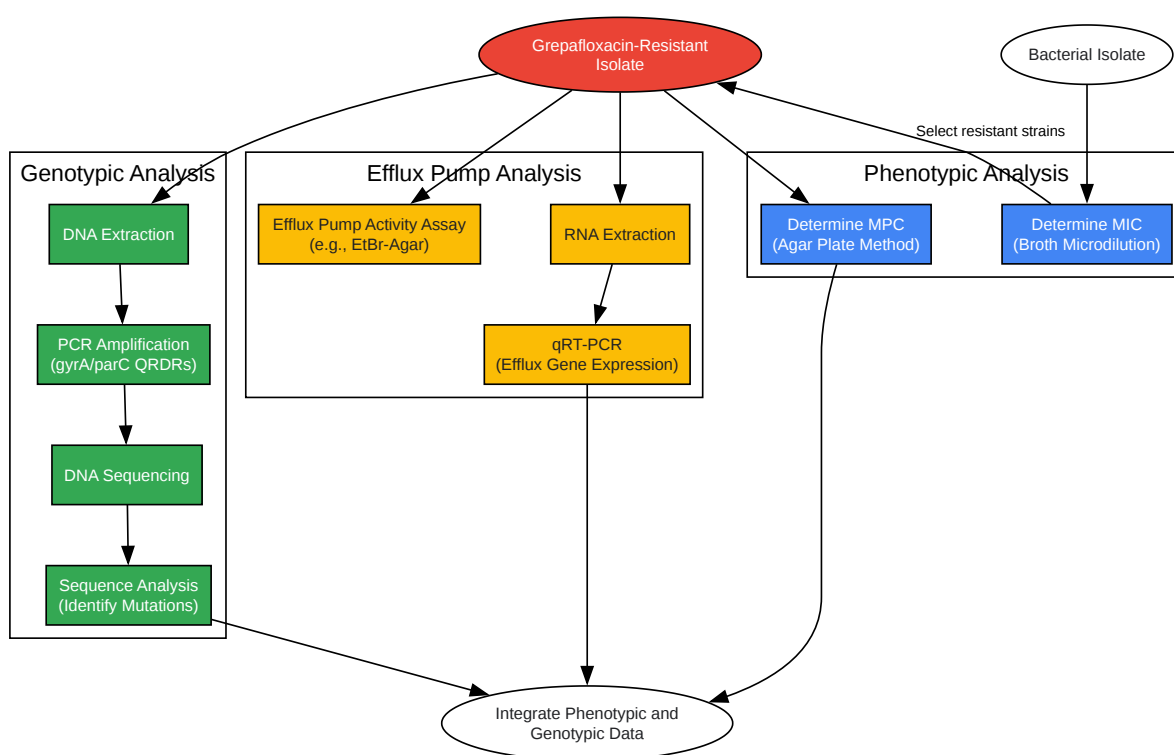 Grepafloxacin-Resistant
Isolate
Bacterial Isolate
Select resistant strains
Genotypic Analysis
Efflux Pump Analysis
Phenotypic Analysis
DNA Extraction
Efflux Pump Activity Assay
(e.g., EtBr-Agar)
RNA Extraction
Determine MPC
(Agar Plate Method)
Determine MIC
(Broth Microdilution)
PCR Amplification
(gyrA/parC QRDRs)
qRT-PCR
(Efflux Gene Expression)
DNA Sequencing
Sequence Analysis
(Identify Mutations)
Integrate Phenotypic and
Genotypic Data